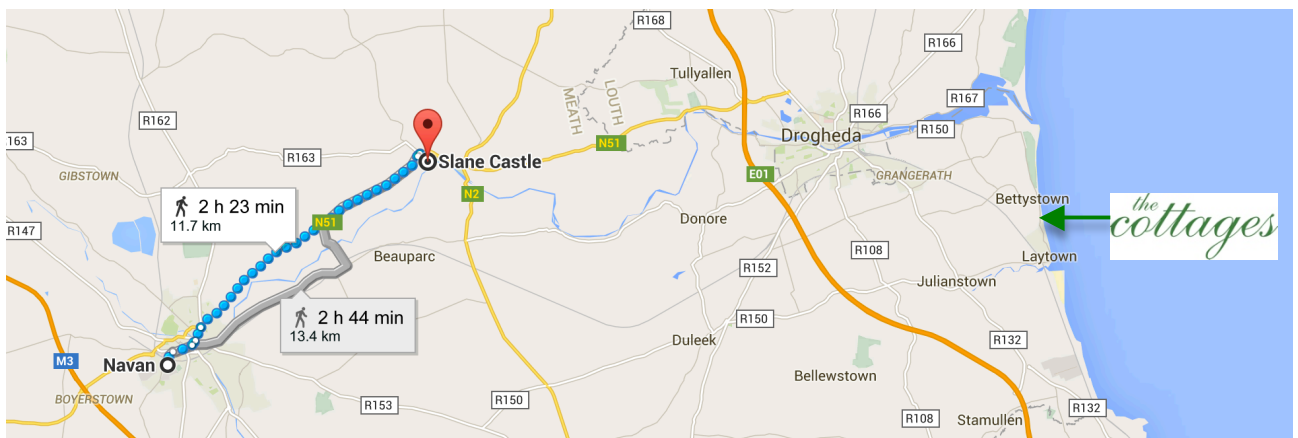 R168
R166
Tullyallen
LOUTH
MEATH
R167
R162
R166
163
Drogheda
R150
R163
N51
Slane Castle
GIBSTOWN
E01
GRANGERATH
N2
2 h 23 min
11.7 km
Bettystown
the
cottages
N51
Donore
R147
R108
Beauparc
Laytown
R152
Julianstown
2 h 44 min
13.4 km
R150
R132
Duleek
M3
Navan
Bellewstown
BOYERSTOWN
R153
R150
R108
R132
Stamullen